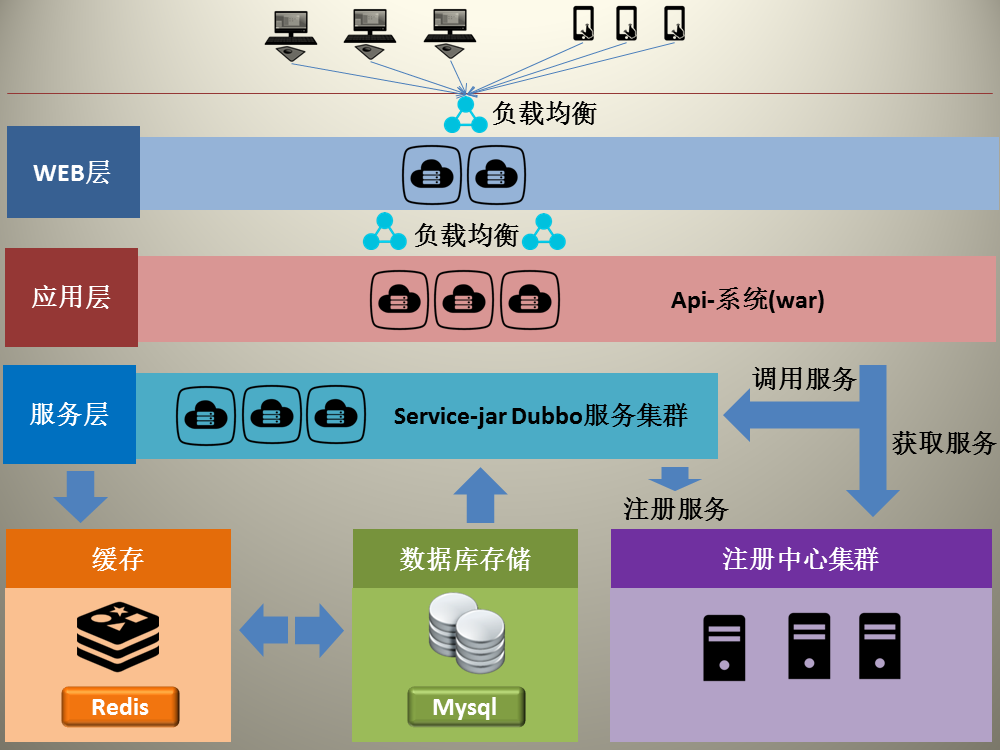 负载均衡
WEB层
负载均衡
应用层
Api-系统(war)
服务层
Service-jar Dubbo服务集群
调用服务
获取服务
注册服务
缓存
数据库存储
注册中心集群
Redis
Mysql